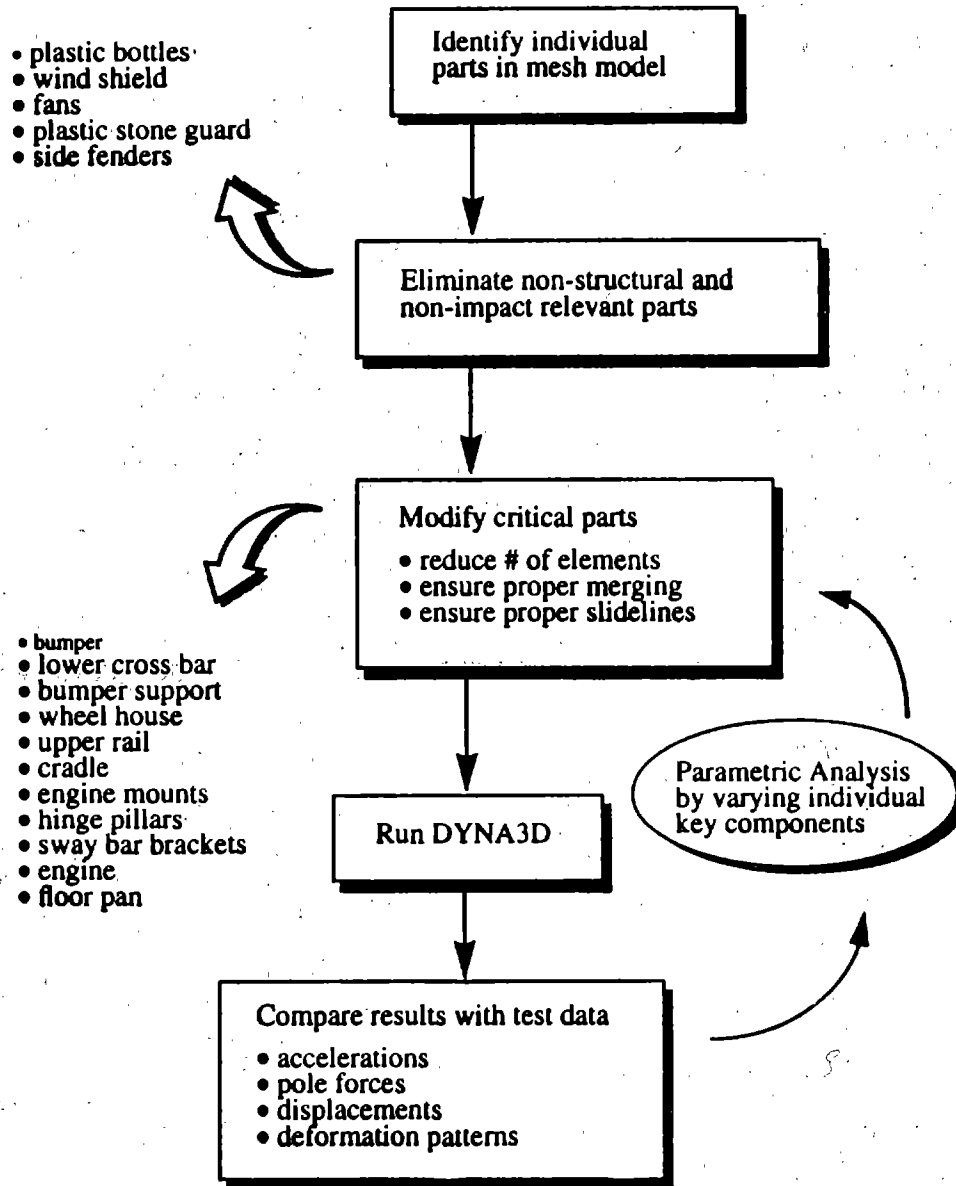 Identify individual
parts in mesh model
• plastic bottles
• wind shield
• fans
• plastic stone guard
• side fenders
Eliminate non-structural and
non-impact relevant parts
Modify critical parts
• reduce # of elements
• ensure proper merging
• ensure proper slidelines
• bumper
• lower cross bar
• bumper support
• wheel house
• upper rail
• cradle
• engine mounts
• hinge pillars
• sway bar brackets
• engine
• floor pan
Run DYNA3D
Parametric Analysis
by varying individual
key components
Compare results with test data
• accelerations
• pole forces
• displacements
• deformation patterns